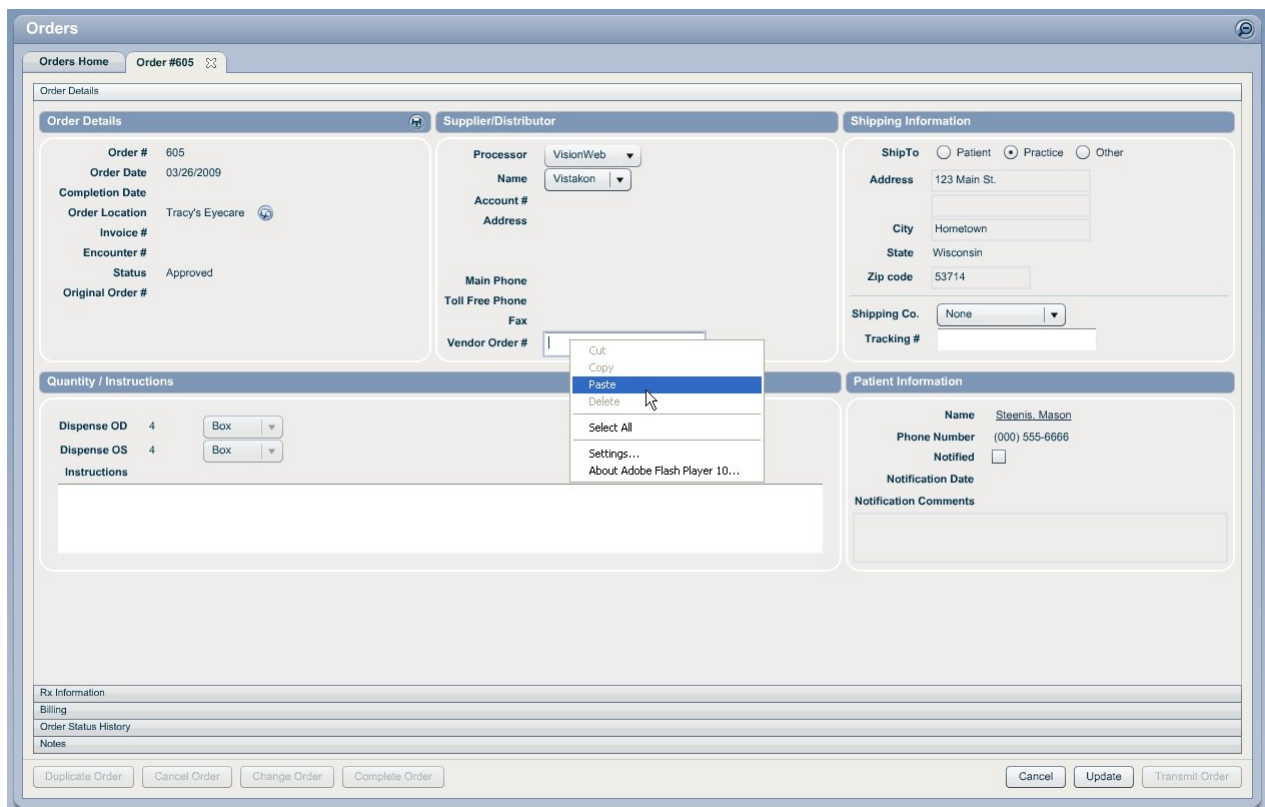 Orders
Orders Home
Order #605
Order Details
Order Details
Order # 605
Order Date 03/26/2009
Completion Date
Order Location Tracy's Eyecare
Invoice #
Encounter #
Status Approved
Original Order #
Supplier/Distributor
Processor VisionWeb
Name Vistakon
Account #
Address
Main Phone
Toll Free Phone
Fax
Vendor Order #
Cut
Copy
Paste
Delete
Select All
Settings...
About Adobe Flash Player 10...
Shipping Information
ShipTo Patient Practice Other
Address 123 Main St.
City Hometown
State Wisconsin
Zip code 53714
Shipping Co. None
Tracking #
Quantity / Instructions
Dispense OD 4 Box
Dispense OS 4 Box
Instructions
Patient Information
Name Steenis, Mason
Phone Number (000) 555-6666
Notified
Notification Date
Notification Comments
Rx Information
Billing
Order Status History
Notes
Duplicate Order Cancel Order Change Order Complete Order Cancel Update Transmit Order